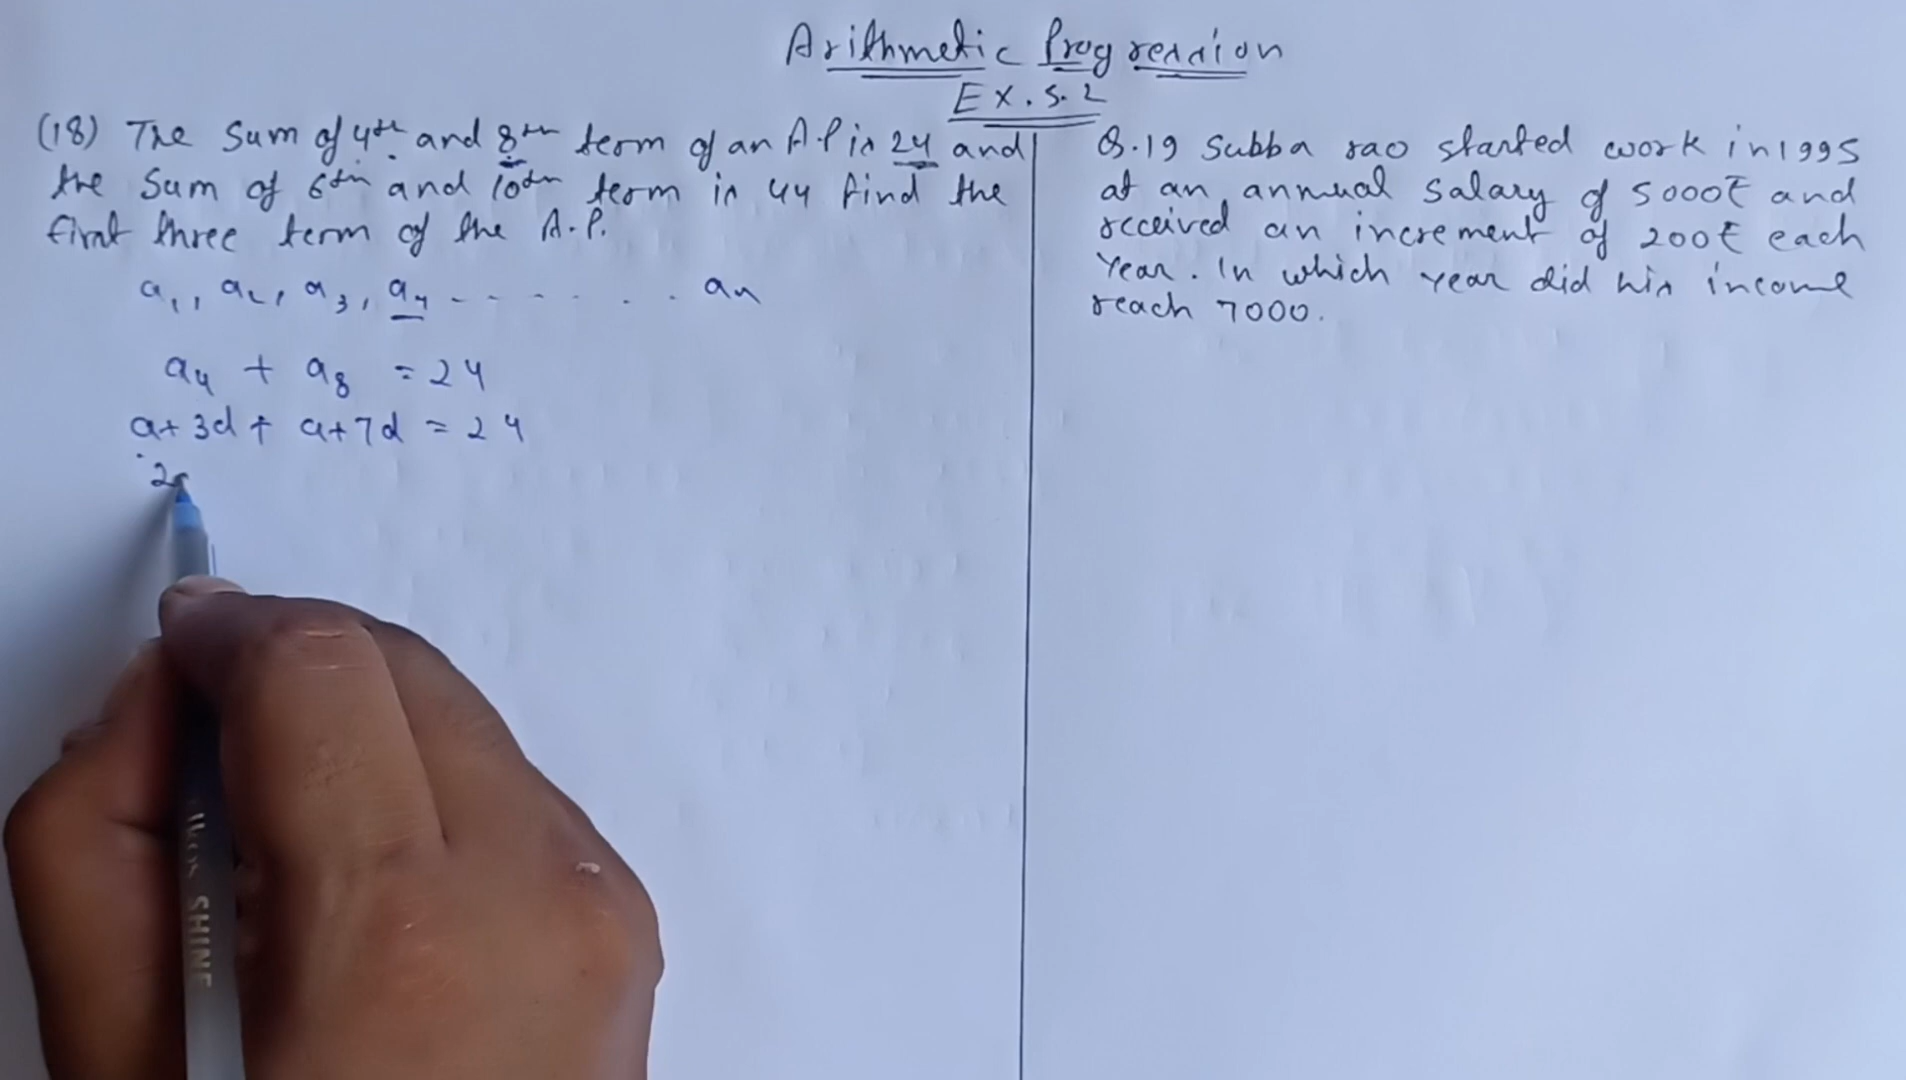 Arithmetic Progression
EX. 5.2
(18) The Sum of 4th and 8th term of an A.P is 24 and
the Sum of 6th and 10th term is 44 find the
first three term of the A.P.
a1, a2, a3, a4 - - - - . . . an
a4 + a8 = 24
a+3d+ a+7d = 24
2a
Q.19 Subba rao started work in 1995
at an annual salary of 5000₹ and
received an increment of 200₹ each
Year. In which year did his income
reach 7000.
SHINE